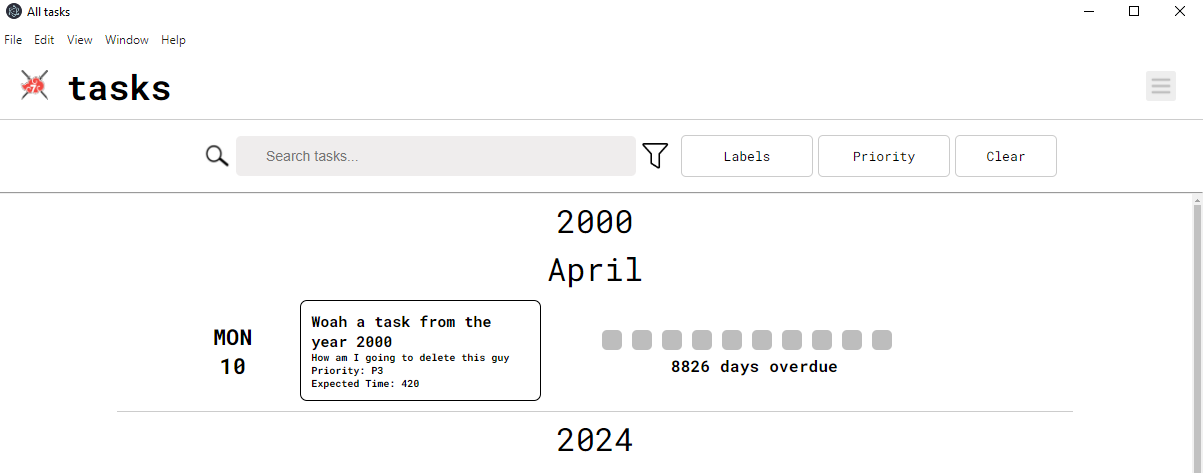 All tasks
File Edit View Window Help
tasks
Search tasks...
Labels
Priority
Clear
2000
April
MON
10
Woah a task from the
year 2000
How am I going to delete this guy
Priority: P3
Expected Time: 420
8826 days overdue
2024